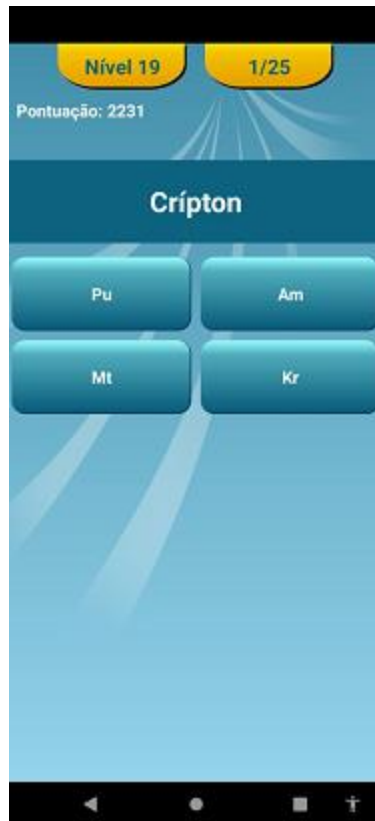 Nível 19
1/25
Pontuação: 2231
Crípton
Pu
Am
Mt
Kr